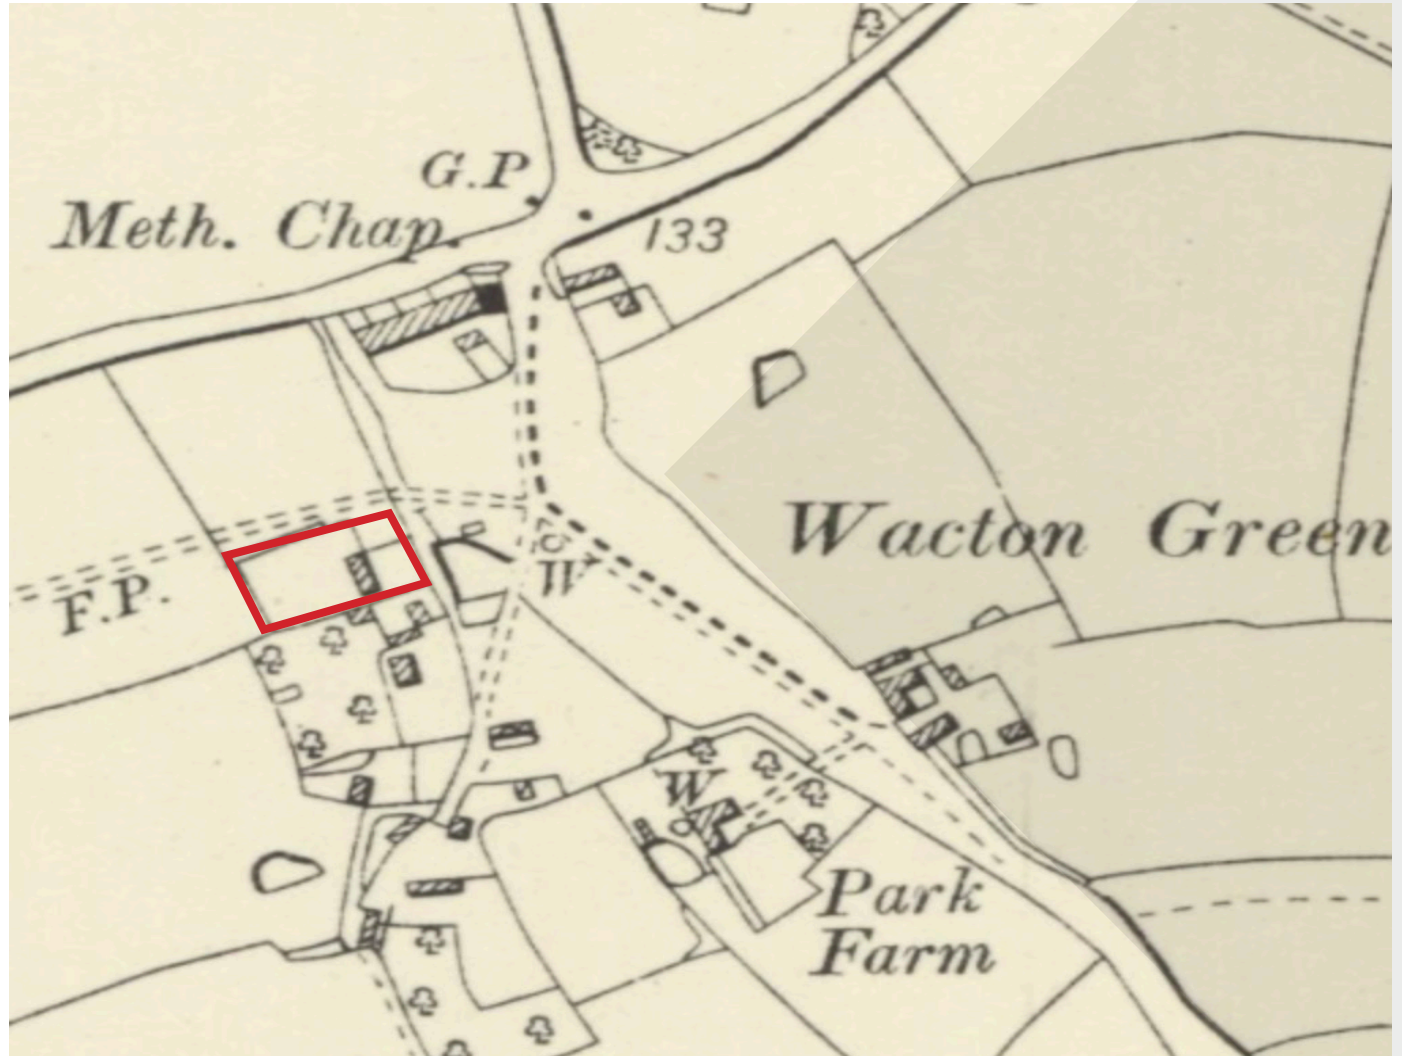 G.P
Meth. Chap.
133
Wacton Green
W
F.P.
W
Park
Farm